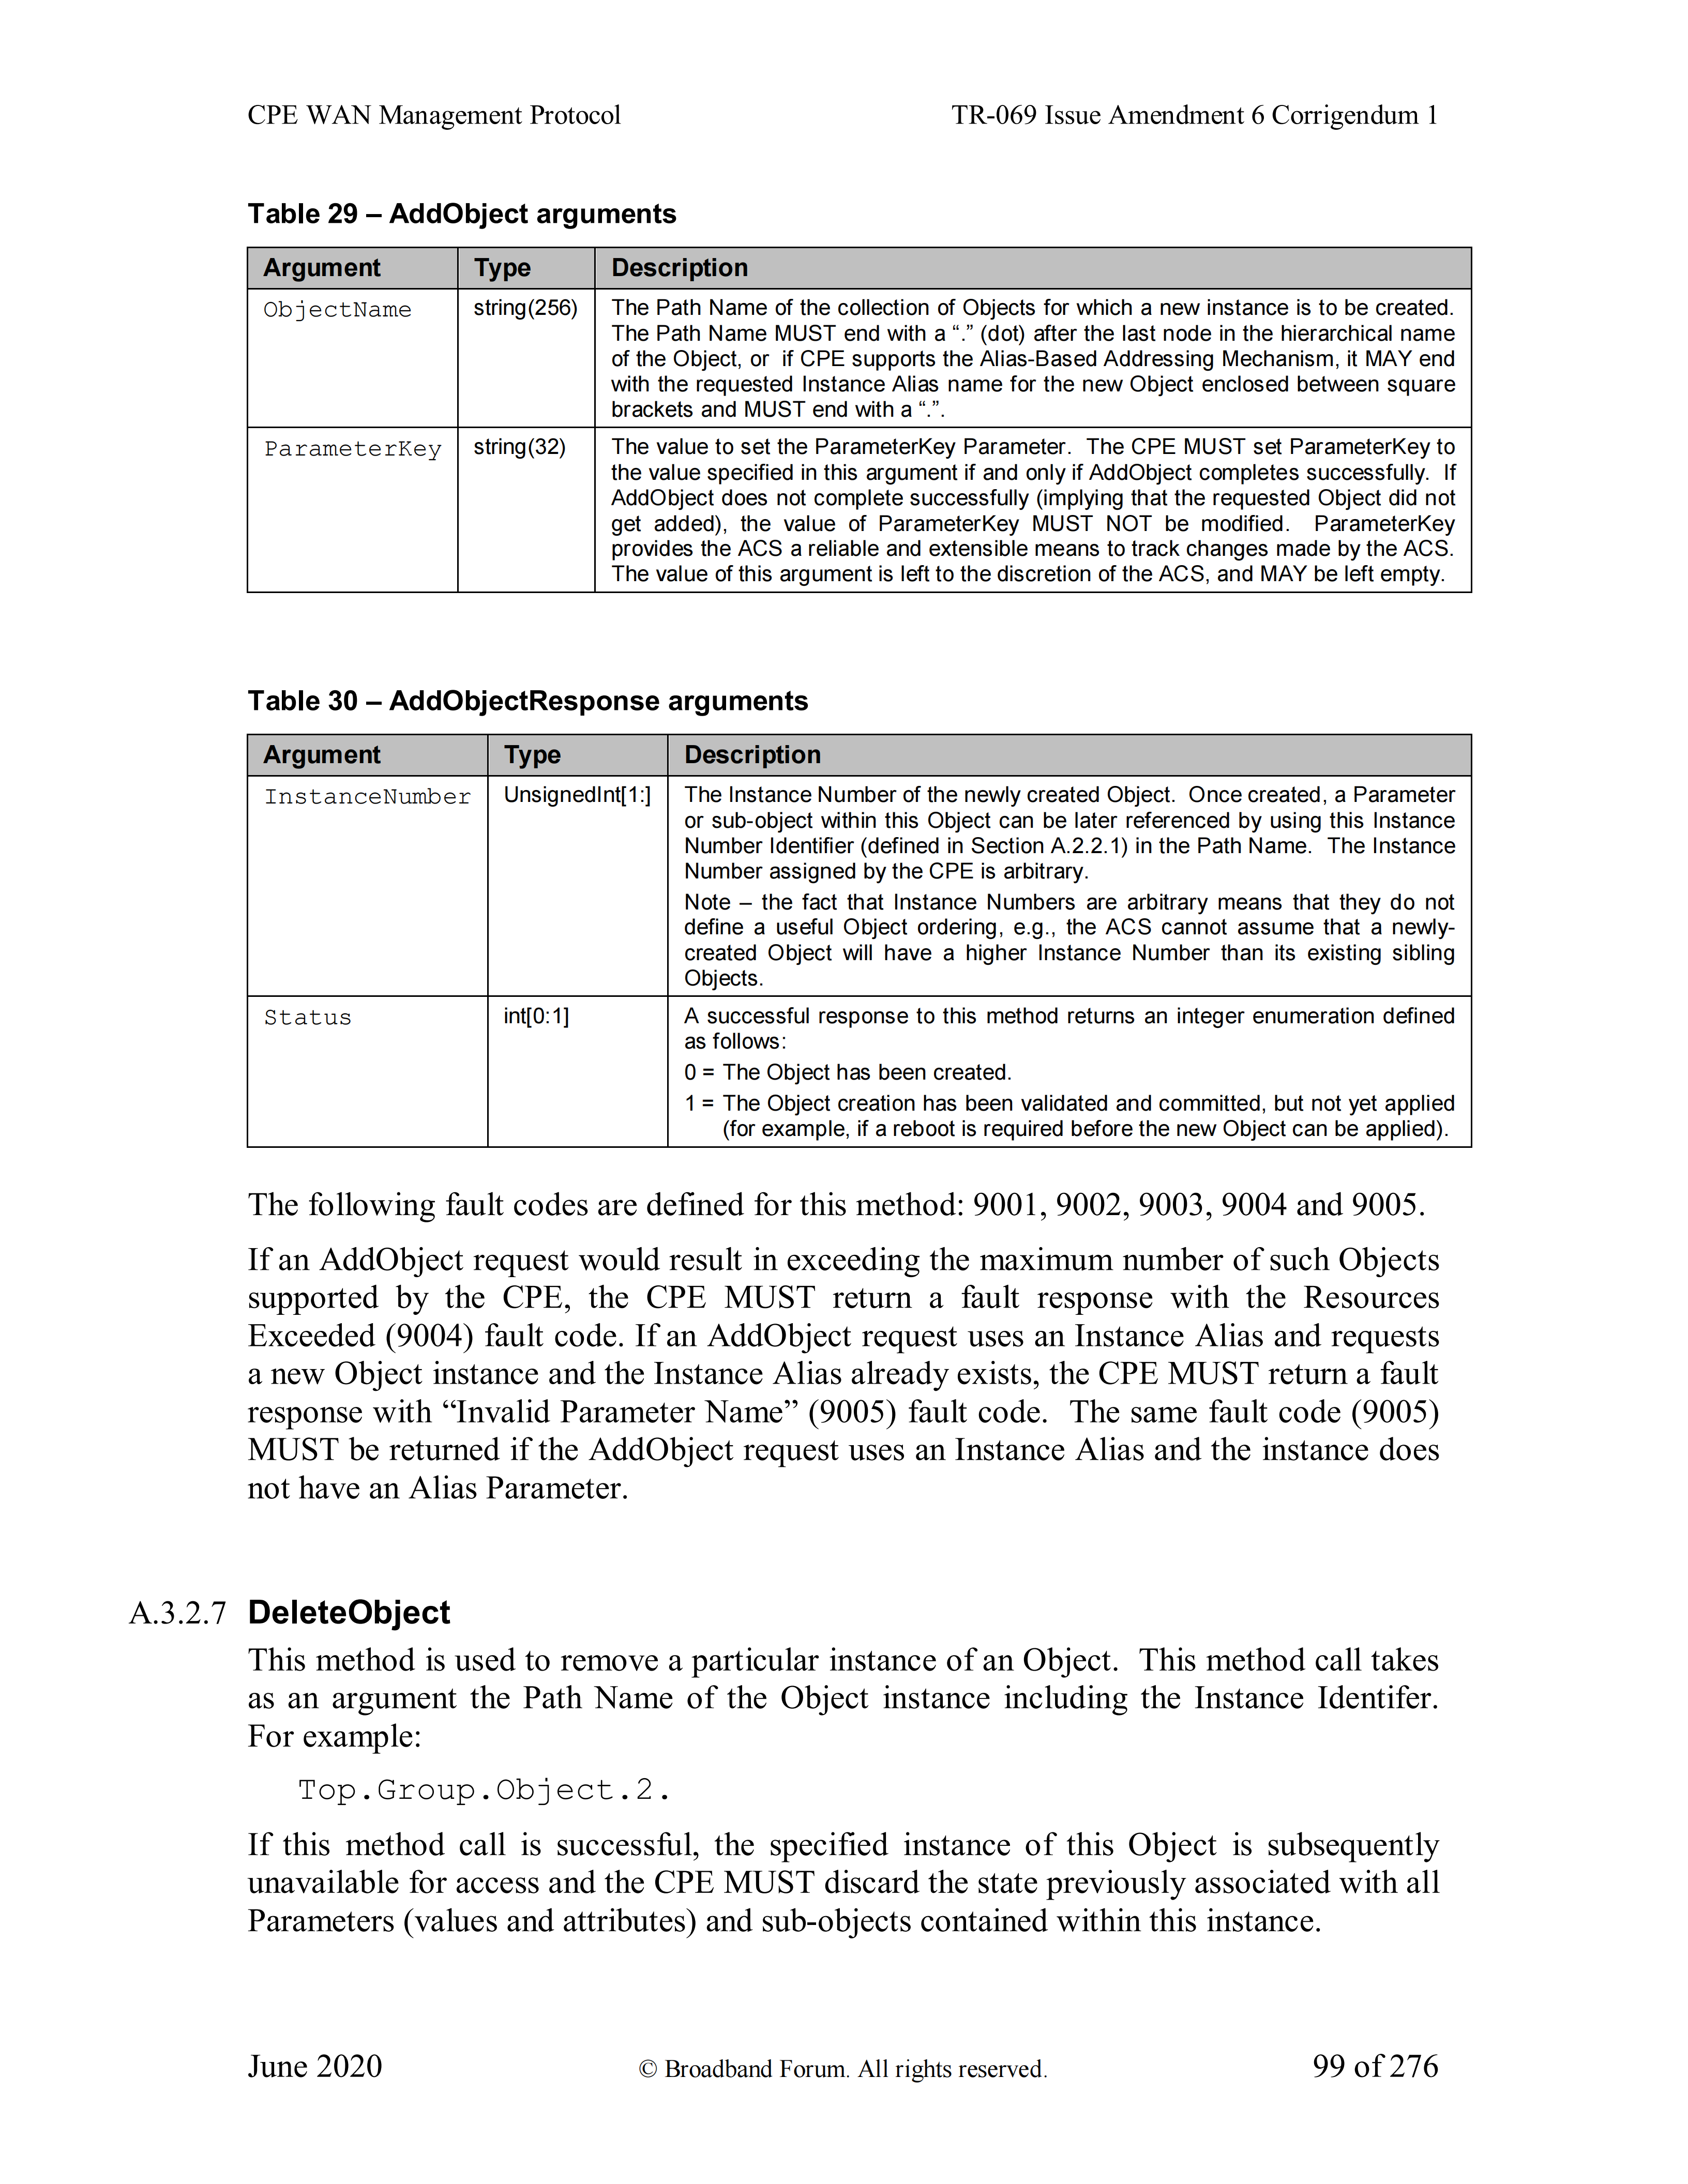 CPE WAN Management Protocol
TR-069 Issue Amendment 6 Corrigendum 1
Table 29 – AddObject arguments
Argument
Type
Description
ObjectName
string(256)
The Path Name of the collection of Objects for which a new instance is to be created.
The Path Name MUST end with a “.” (dot) after the last node in the hierarchical name
of the Object, or  if CPE supports the Alias-Based Addressing Mechanism, it MAY end
with the requested Instance Alias name for the new Object enclosed between square
brackets and MUST end with a “.”.
ParameterKey
string(32)
The value to set the ParameterKey Parameter.  The CPE MUST set ParameterKey to
the value specified in this argument if and only if AddObject completes successfully.  If
AddObject does not complete successfully (implying that the requested Object did not
get added), the value of ParameterKey MUST NOT be modified.  ParameterKey
provides the ACS a reliable and extensible means to track changes made by the ACS.
The value of this argument is left to the discretion of the ACS, and MAY be left empty.
Table 30 – AddObjectResponse arguments
Argument
Type
Description
InstanceNumber
UnsignedInt[1:]
The Instance Number of the newly created Object.  Once created, a Parameter
or sub-object within this Object can be later referenced by using this Instance
Number Identifier (defined in Section A.2.2.1) in the Path Name.  The Instance
Number assigned by the CPE is arbitrary.
Note – the fact that Instance Numbers are arbitrary means that they do not
define a useful Object ordering, e.g., the ACS cannot assume that a newly-
created Object will have a higher Instance Number than its existing sibling
Objects.
Status
int[0:1]
A successful response to this method returns an integer enumeration defined
as follows:
0 = The Object has been created.
1 = The Object creation has been validated and committed, but not yet applied
(for example, if a reboot is required before the new Object can be applied).
The following fault codes are defined for this method: 9001, 9002, 9003, 9004 and 9005.
If an AddObject request would result in exceeding the maximum number of such Objects
supported by the CPE, the CPE MUST return a fault response with the Resources
Exceeded (9004) fault code. If an AddObject request uses an Instance Alias and requests
a new Object instance and the Instance Alias already exists, the CPE MUST return a fault
response with “Invalid Parameter Name” (9005) fault code.  The same fault code (9005)
MUST be returned if the AddObject request uses an Instance Alias and the instance does
not have an Alias Parameter.
A.3.2.7 DeleteObject
This method is used to remove a particular instance of an Object.  This method call takes
as an argument the Path Name of the Object instance including the Instance Identifer.
For example:
Top.Group.Object.2.
If this method call is successful, the specified instance of this Object is subsequently
unavailable for access and the CPE MUST discard the state previously associated with all
Parameters (values and attributes) and sub-objects contained within this instance.
June 2020
© Broadband Forum. All rights reserved.
99 of 276